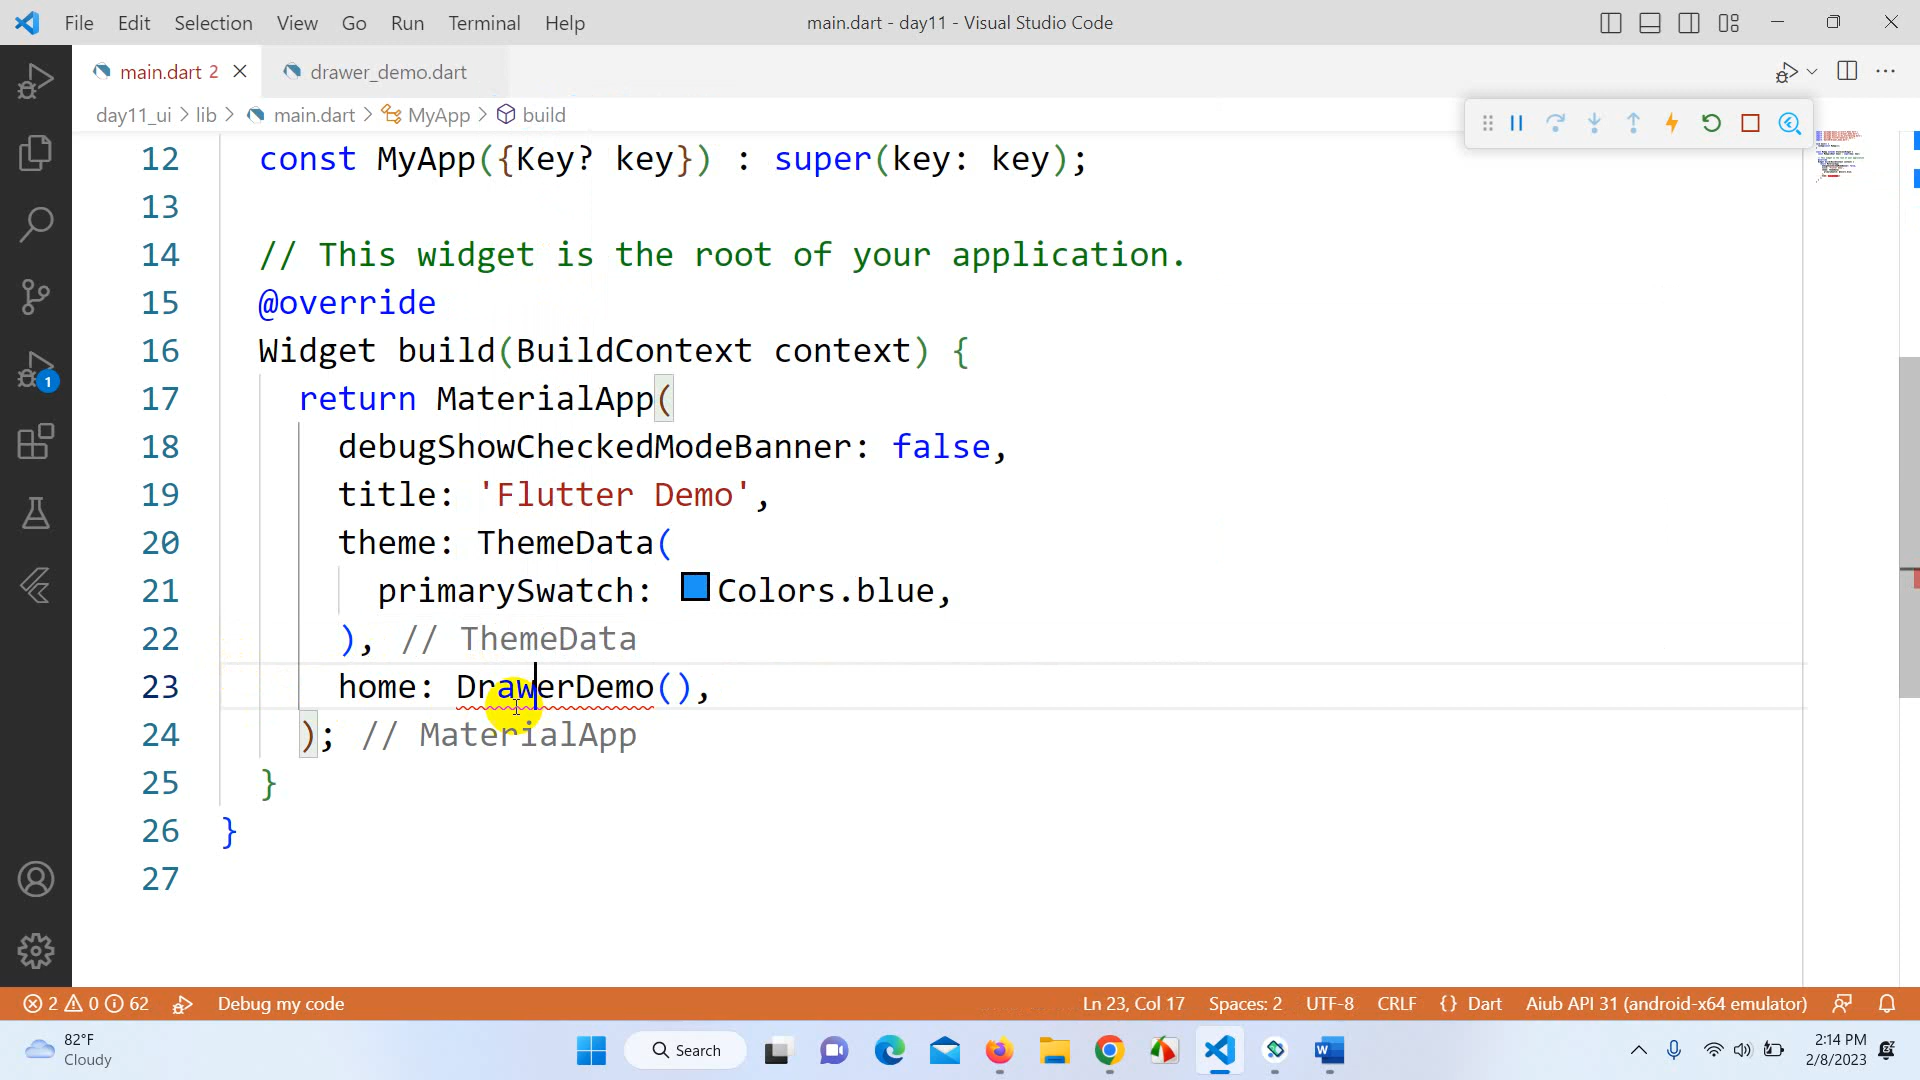 File Edit Selection View Go Run Terminal Help main.dart - day11 - Visual Studio Code
main.dart 2 drawer_demo.dart
day11_ui > lib > main.dart > MyApp > build
12 const MyApp({Key? key}) : super(key: key);
13
14 // This widget is the root of your application.
15 @override
16 Widget build(BuildContext context) {
17 return MaterialApp(
18 debugShowCheckedModeBanner: false,
19 title: 'Flutter Demo',
20 theme: ThemeData(
21 primarySwatch: Colors.blue,
22 ), // ThemeData
23 home: DrawerDemo(),
24 ); // MaterialApp
25 }
26 }
27
1
2 0 62 Debug my code Ln 23, Col 17 Spaces: 2 UTF-8 CRLF {} Dart Aiub API 31 (android-x64 emulator)
82°F
Cloudy
Search
2:14 PM
2/8/2023